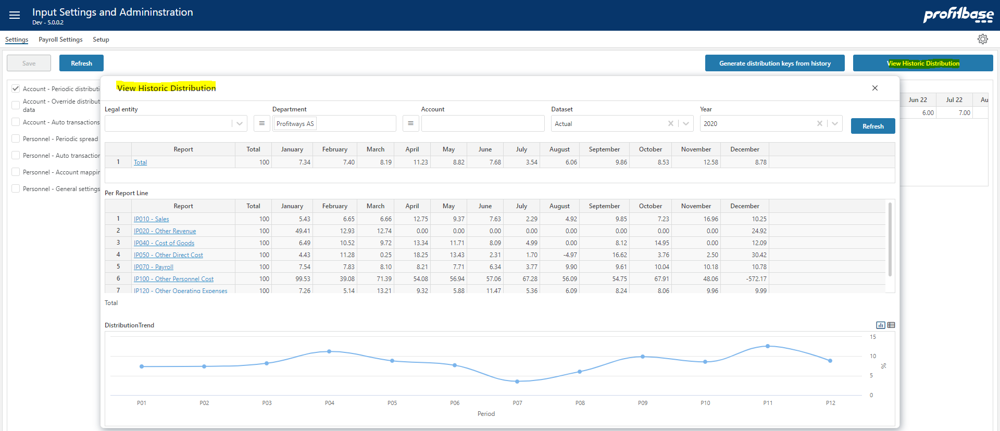 Input Settings and Admininstration
Dev - 5.0.0.2
profitbase
Settings Payroll Settings Setup
Save Refresh Generate distribution keys from history View Historic Distribution
Account - Periodic distributi
Account - Override distribut
data
Account - Auto transactions
Personnel - Periodic spread
Personnel - Auto transaction
Personnel - Account mappin
Personnel - General settings
Jun 22 Jul 22 Au
6.00 7.00
View Historic Distribution
Legal entity Department Account Dataset Year
Profitways AS Actual 2020 Refresh
Report Total January February March April May June July August September October November December
1 Total 100 7.34 7.40 8.19 11.23 8.82 7.68 3.54 6.06 9.86 8.53 12.58 8.78
Per Report Line
Report Total January February March April May June July August September October November December
1 IP010 - Sales 100 5.43 6.65 6.66 12.75 9.37 7.63 2.29 4.92 9.85 7.23 16.96 10.25
2 IP020 - Other Revenue 100 49.41 12.93 12.74 0.00 0.00 0.00 0.00 0.00 0.00 0.00 0.00 24.92
3 IP040 - Cost of Goods 100 6.49 10.52 9.72 13.34 11.71 8.09 4.99 0.00 8.12 14.95 0.00 12.09
4 IP050 - Other Direct Cost 100 4.43 11.28 0.25 18.25 13.43 2.31 1.70 -4.97 16.62 3.76 2.50 30.42
5 IP070 - Payroll 100 7.54 7.83 8.10 8.21 7.71 6.34 3.77 9.90 9.61 10.04 10.18 10.78
6 IP100 - Other Personnel Cost 100 99.53 39.08 71.39 54.08 56.94 57.06 67.28 56.09 54.75 67.91 48.06 -572.17
7 IP120 - Other Operating Expenses 100 7.26 5.14 13.21 9.32 5.88 11.47 5.36 6.09 8.24 8.06 9.96 9.99
Total
DistributionTrend
15
10
%
5
0
P01 P02 P03 P04 P05 P06 P07 P08 P09 P10 P11 P12
Period